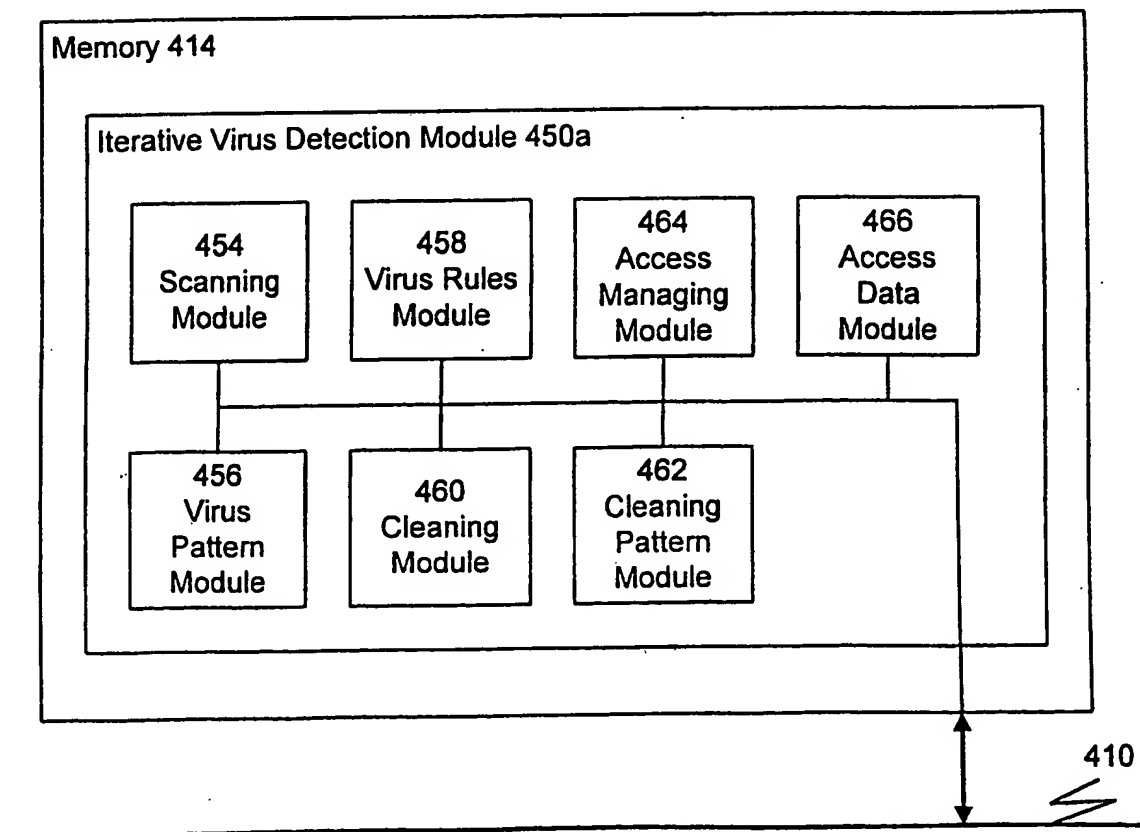 Memory 414
Iterative Virus Detection Module 450a
454
Scanning
Module
458
Virus Rules
Module
464
Access
Managing
Module
466
Access
Data
Module
456
Virus
Pattern
Module
460
Cleaning
Module
462
Cleaning
Pattern
Module
410